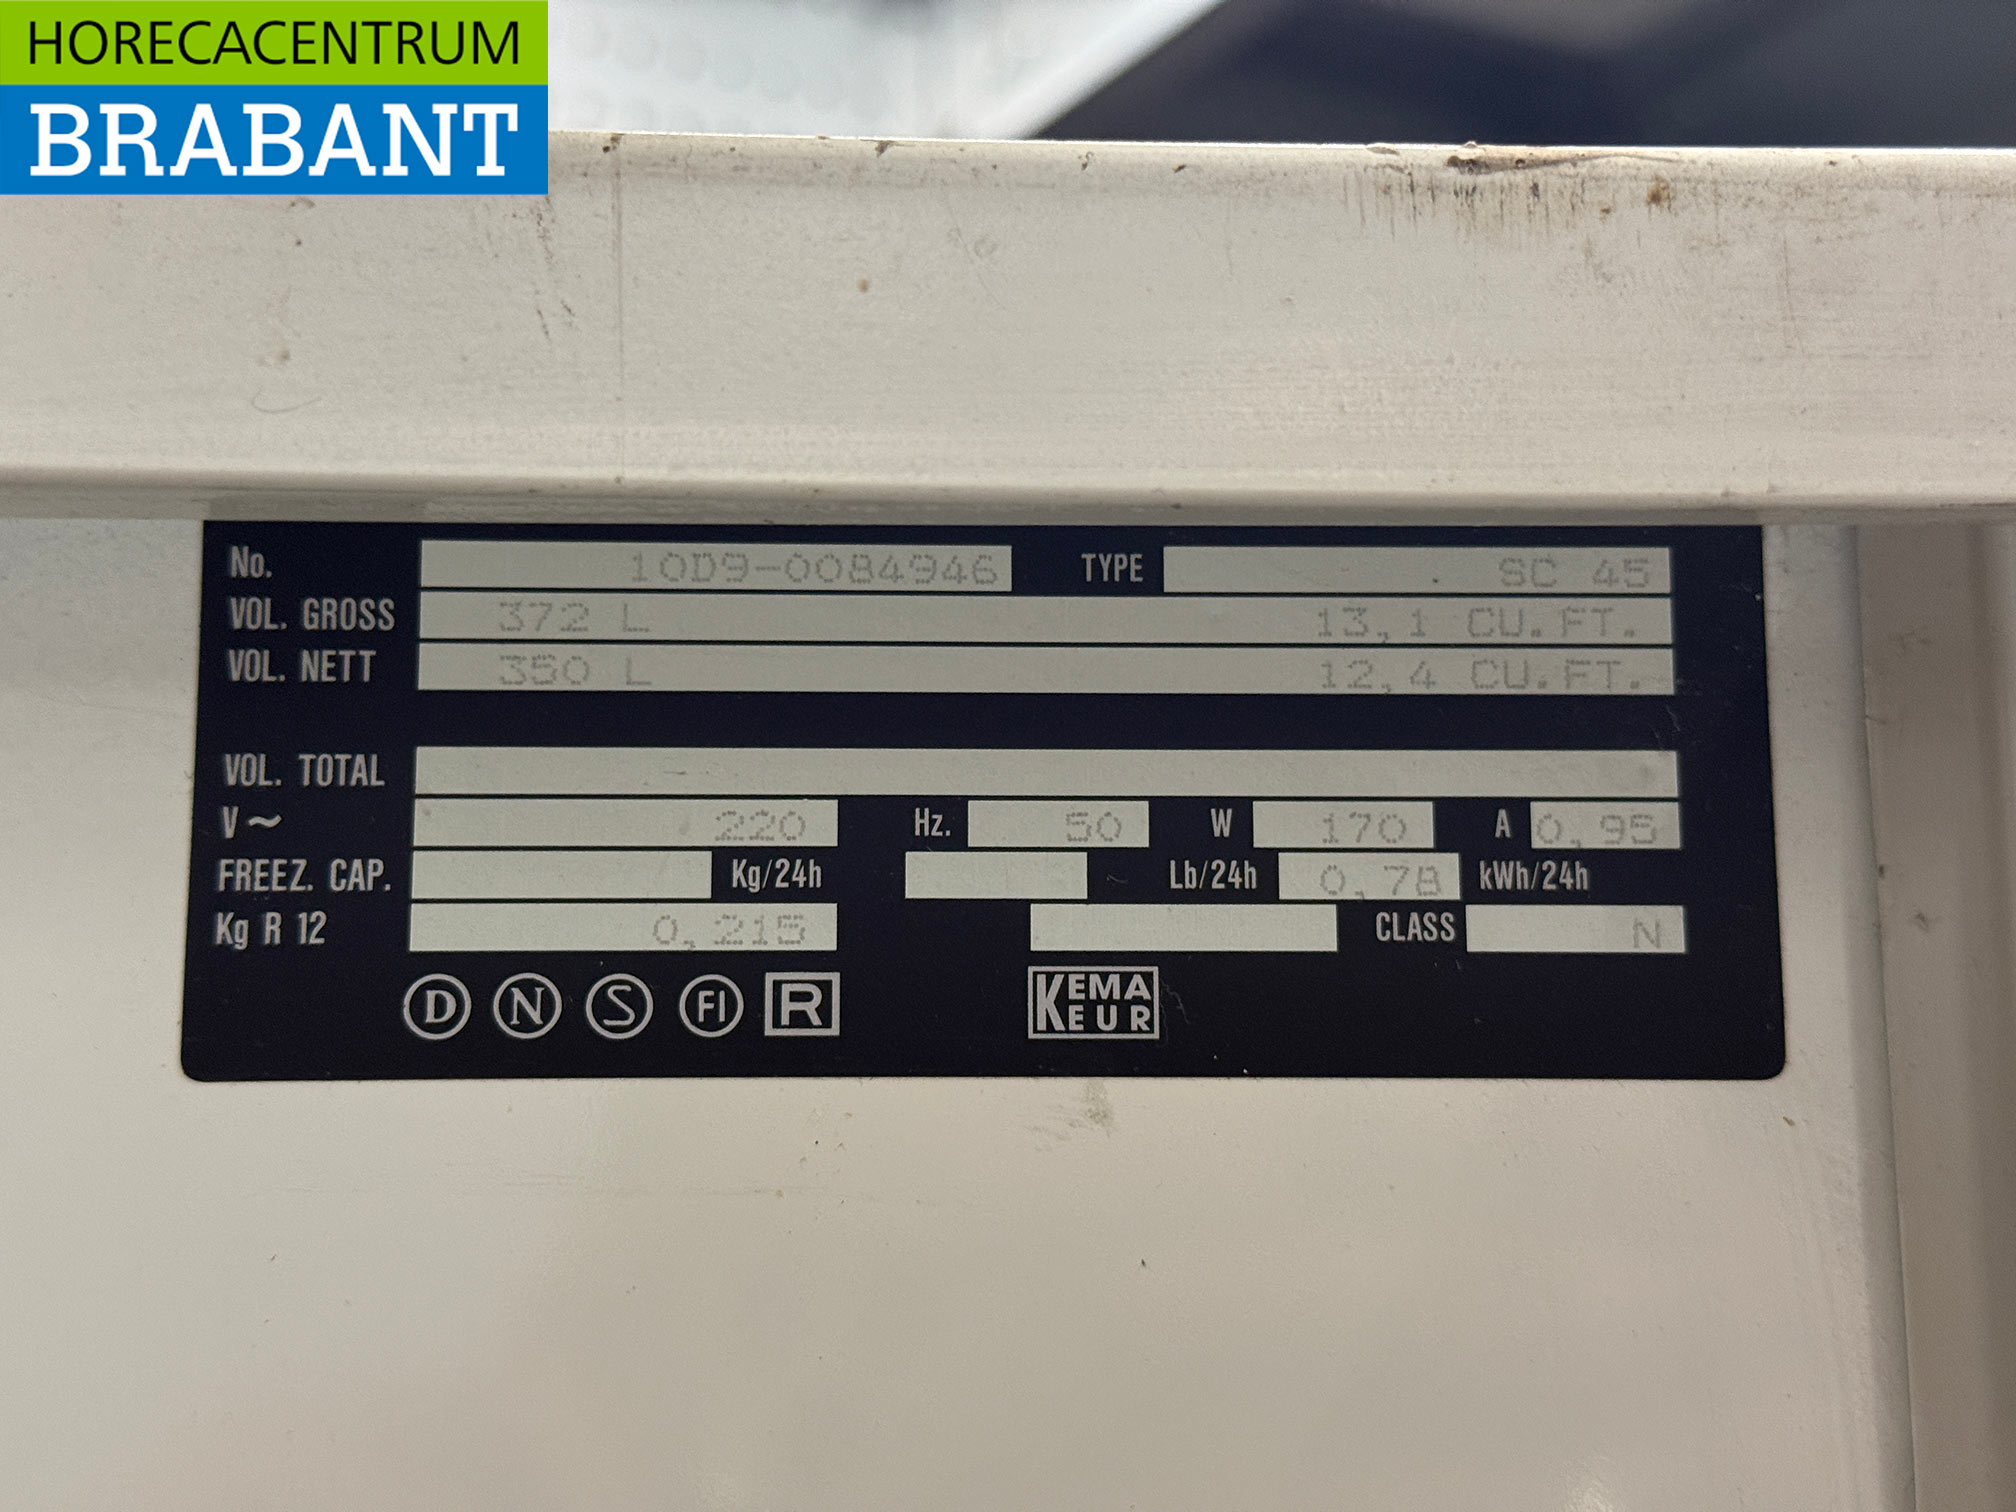 HORECACENTRUM
BRABANT
No. 10D9-0084946 TYPE SC 45
VOL. GROSS 372 L 13,1 CU.FT.
VOL. NETT 350 L 12,4 CU.FT.
VOL. TOTAL
V~ 220 Hz. 50 W 170 A 0,95
FREEZ. CAP. Kg/24h Lb/24h 0,78 kWh/24h
Kg R 12 0,215 CLASS N
D N S FI R KEMA
KEUR